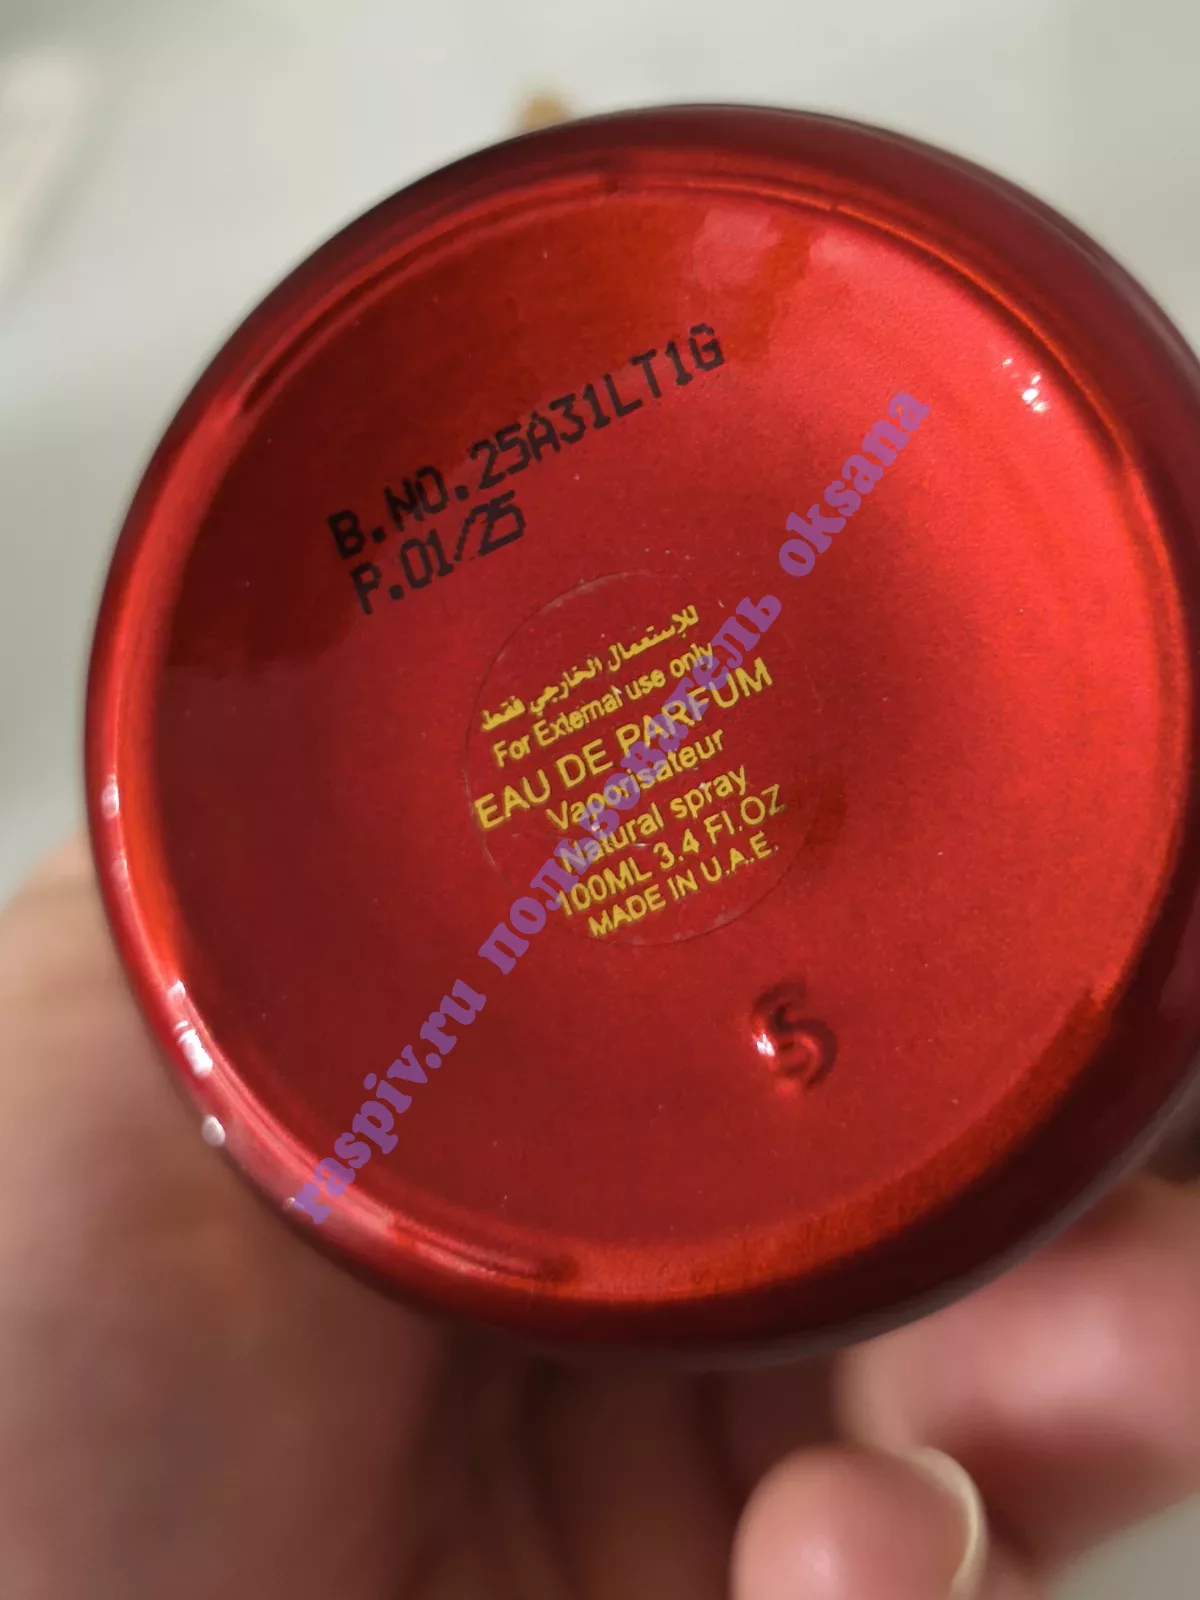 B.NO.25A31LT1G
P.01/25
للإستعمال الخارجي فقط
For External use only
EAU DE PARFUM
Vaporisateur
Natural spray
100ML 3.4 Fl.OZ
MADE IN U.A.E.
5
raspiv.ru пользователь oksana